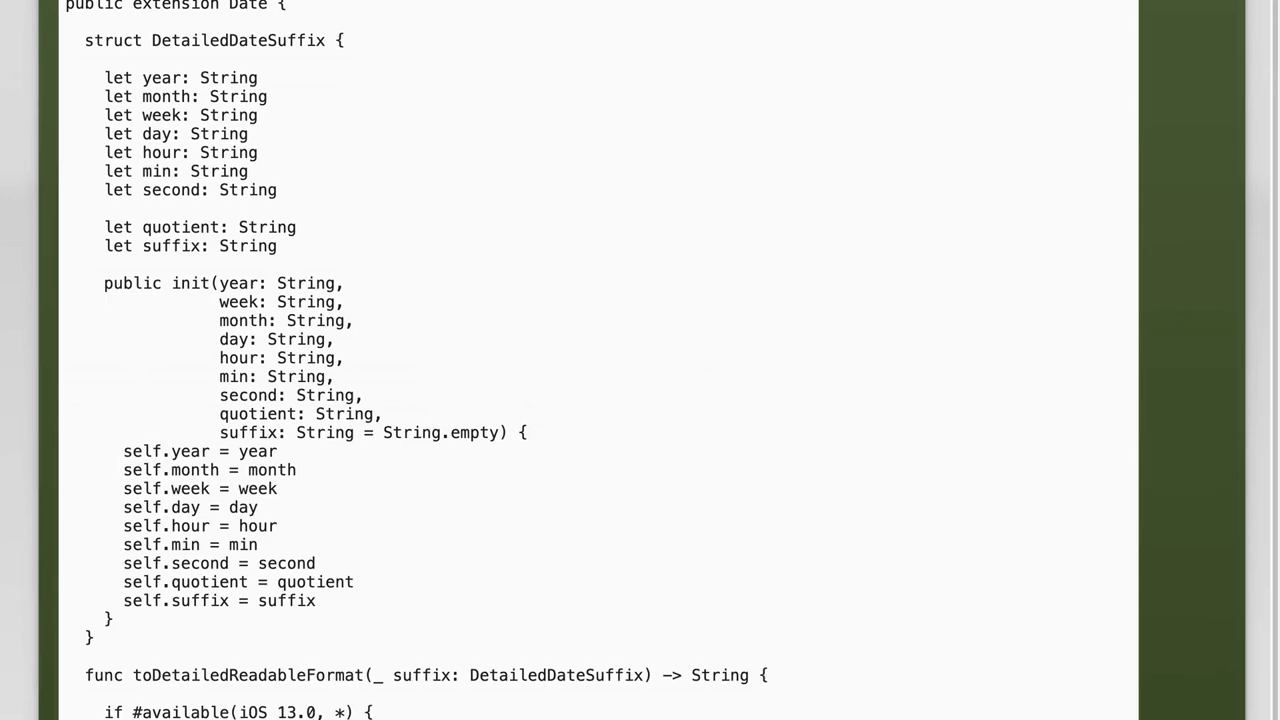 public extension Date {
struct DetailedDateSuffix {
let year: String
let month: String
let week: String
let day: String
let hour: String
let min: String
let second: String
let quotient: String
let suffix: String
public init(year: String,
week: String,
month: String,
day: String,
hour: String,
min: String,
second: String,
quotient: String,
suffix: String = String.empty) {
self.year = year
self.month = month
self.week = week
self.day = day
self.hour = hour
self.min = min
self.second = second
self.quotient = quotient
self.suffix = suffix
}
}
func toDetailedReadableFormat(_ suffix: DetailedDateSuffix) -> String {
if #available(iOS 13.0, *) {